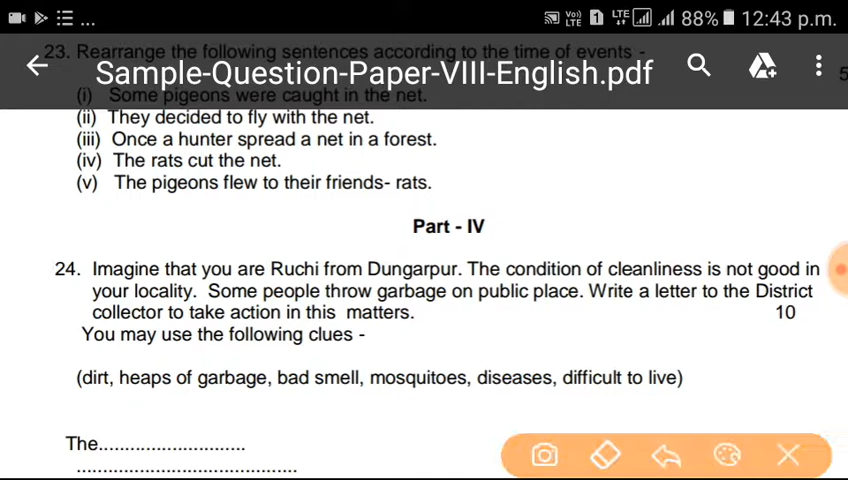 Vo) LTE 1 LTE 88% 12:43 p.m.
23. Rearrange the following sentences according to the time of events -
Sample-Question-Paper-VIII-English.pdf
5
(i) Some pigeons were caught in the net.
(ii) They decided to fly with the net.
(iii) Once a hunter spread a net in a forest.
(iv) The rats cut the net.
(v) The pigeons flew to their friends- rats.
Part - IV
24. Imagine that you are Ruchi from Dungarpur. The condition of cleanliness is not good in
your locality. Some people throw garbage on public place. Write a letter to the District
collector to take action in this matters. 10
You may use the following clues -
(dirt, heaps of garbage, bad smell, mosquitoes, diseases, difficult to live)
The...........................
........................................